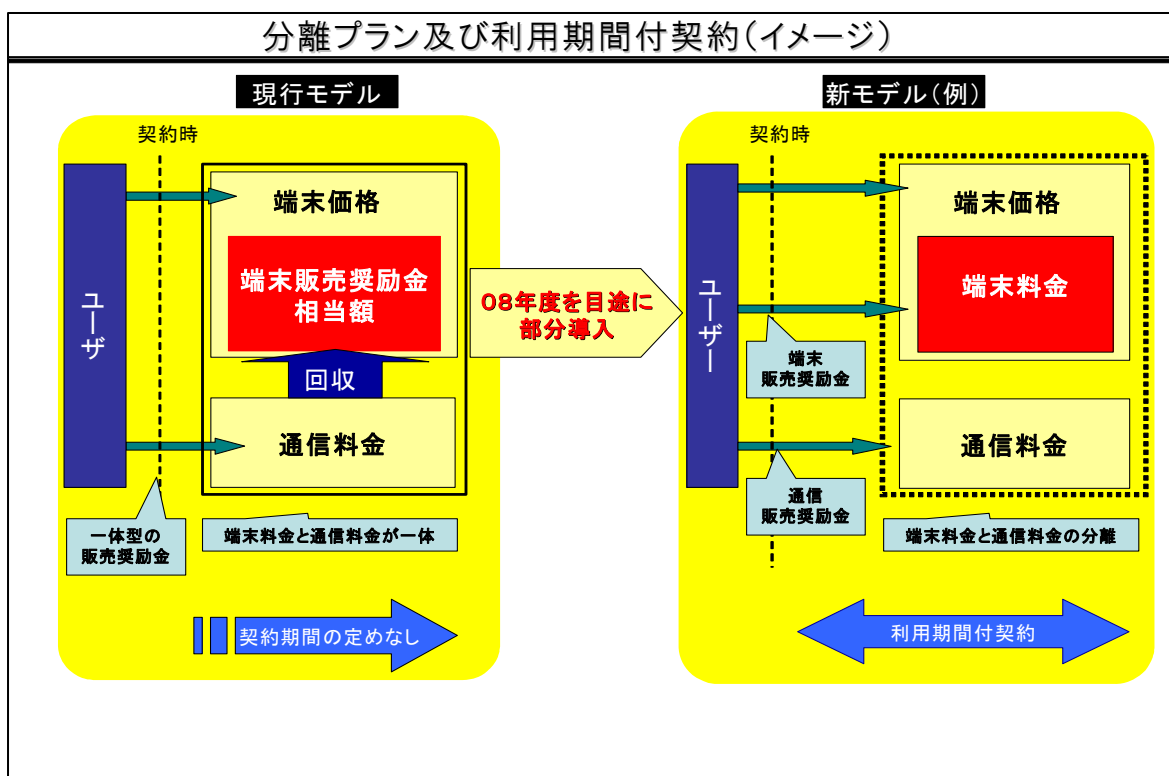 分離プラン及び利用期間付契約(イメージ)
現行モデル
契約時
ユーザ
端末価格
端末販売奨励金
相当額
回収
通信料金
一体型の
販売奨励金
端末料金と通信料金が一体
契約期間の定めなし
08年度を目途に
部分導入
新モデル(例)
契約時
ユーザー
端末価格
端末料金
端末
販売奨励金
通信料金
通信
販売奨励金
端末料金と通信料金の分離
利用期間付契約